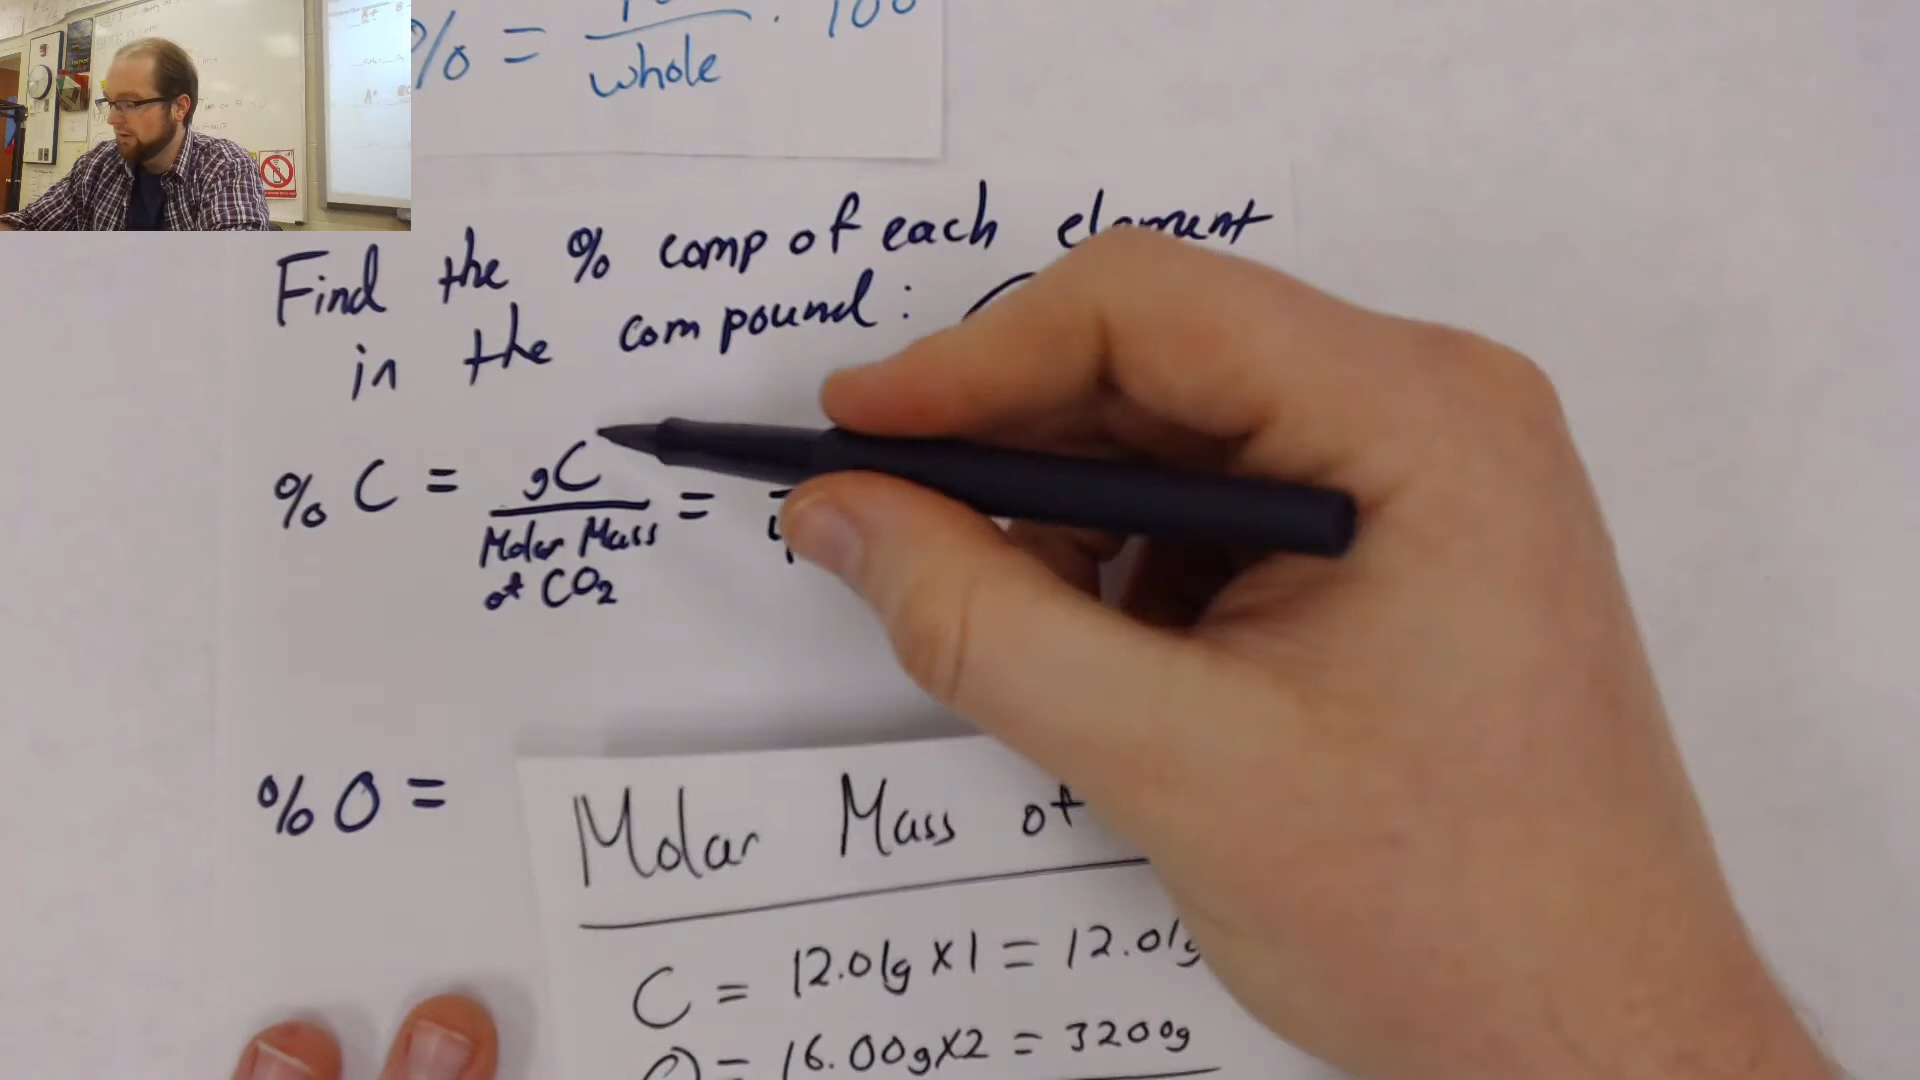 % = whole · 100
Find the % comp of each element
in the compound:
% C = gC =
Molar Mass
of CO₂
% O =
Molar Mass of
C = 12.01g X 1 = 12.01g
O = 16.00g X 2 = 32.00g